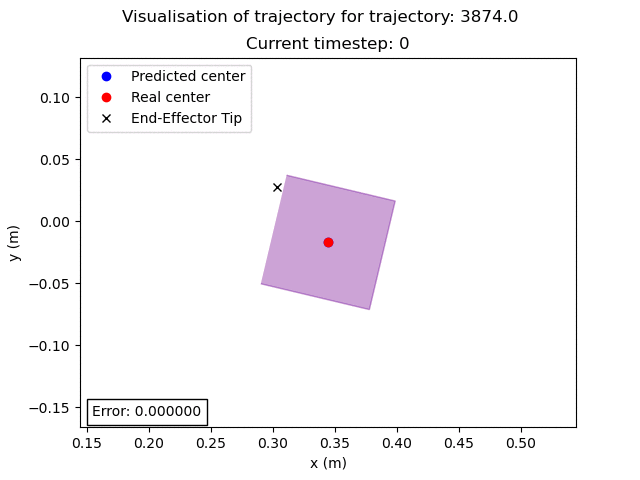 Visualisation of trajectory for trajectory: 3874.0
Current timestep: 0
Predicted center
Real center
End-Effector Tip
0.10
0.05
0.00
−0.05
−0.10
−0.15
y (m)
Error: 0.000000
0.15 0.20 0.25 0.30 0.35 0.40 0.45 0.50
x (m)